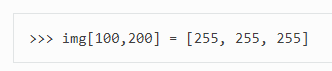 >>> img[100,200] = [255, 255, 255]